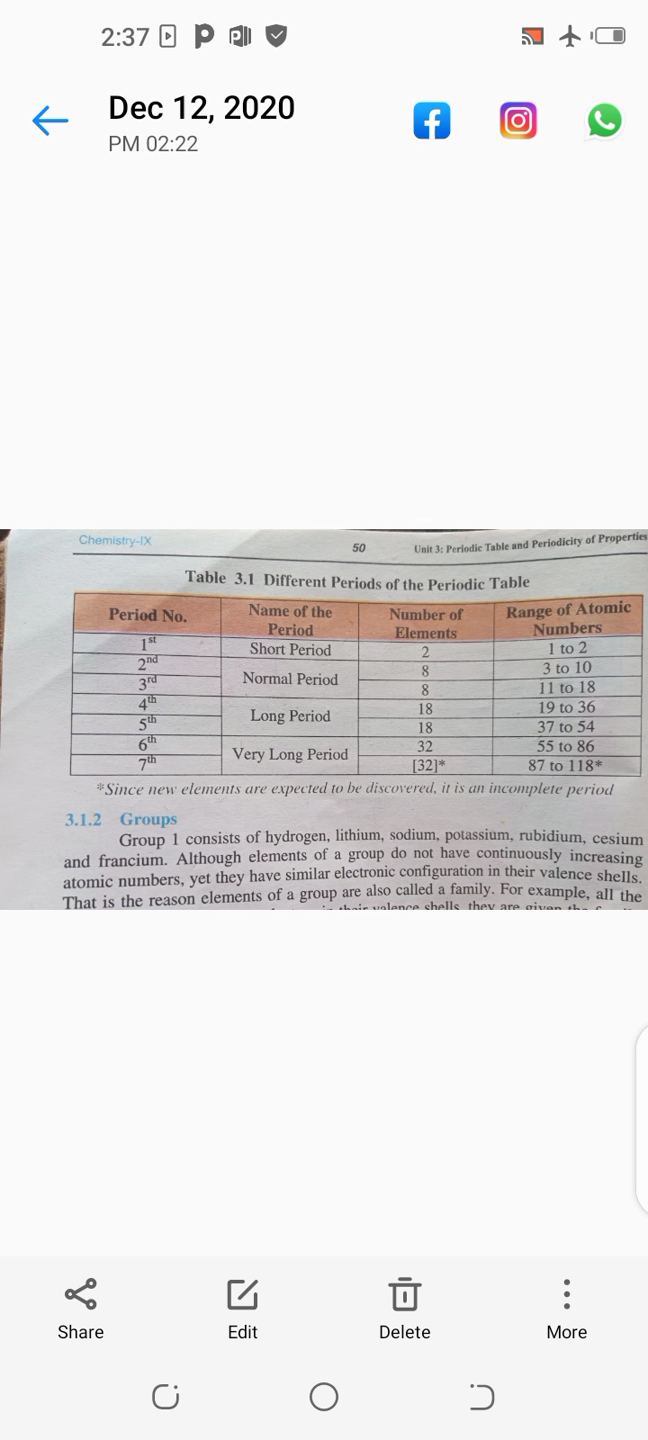 2:37
Dec 12, 2020
PM 02:22
Chemistry-IX 50 Unit 3: Periodic Table and Periodicity of Properties
Table 3.1 Different Periods of the Periodic Table
Period No. Name of the Period Number of Elements Range of Atomic Numbers
1st Short Period 2 1 to 2
2nd Normal Period 8 3 to 10
3rd 8 11 to 18
4th Long Period 18 19 to 36
5th 18 37 to 54
6th Very Long Period 32 55 to 86
7th [32]* 87 to 118*
*Since new elements are expected to be discovered, it is an incomplete period
3.1.2 Groups
Group 1 consists of hydrogen, lithium, sodium, potassium, rubidium, cesium
and francium. Although elements of a group do not have continuously increasing
atomic numbers, yet they have similar electronic configuration in their valence shells.
That is the reason elements of a group are also called a family. For example, all the
their valence shells, they are given the
Share Edit Delete More